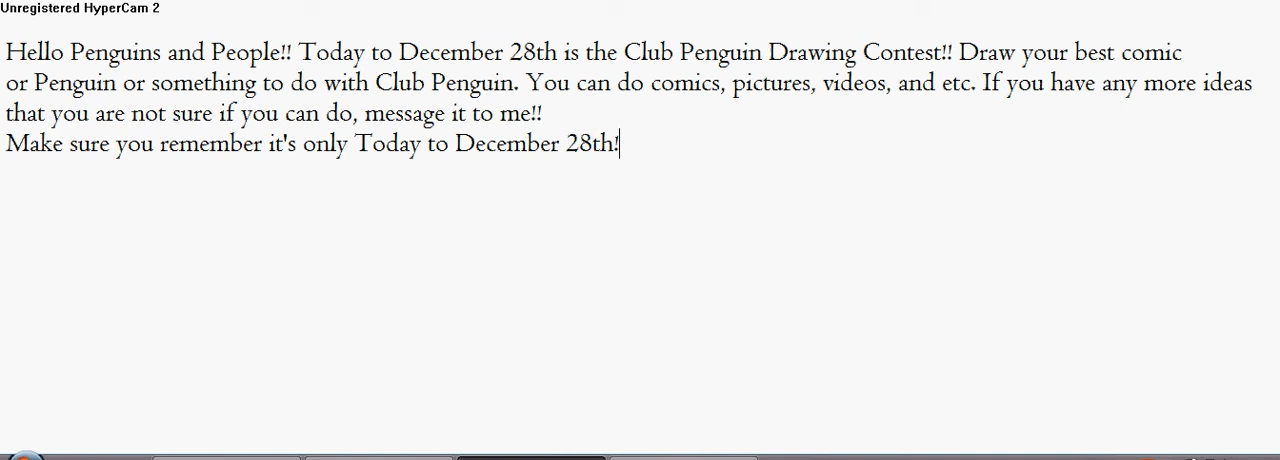 Unregistered HyperCam 2
Hello Penguins and People!! Today to December 28th is the Club Penguin Drawing Contest!! Draw your best comic
or Penguin or something to do with Club Penguin. You can do comics, pictures, videos, and etc. If you have any more ideas
that you are not sure if you can do, message it to me!!
Make sure you remember it's only Today to December 28th!